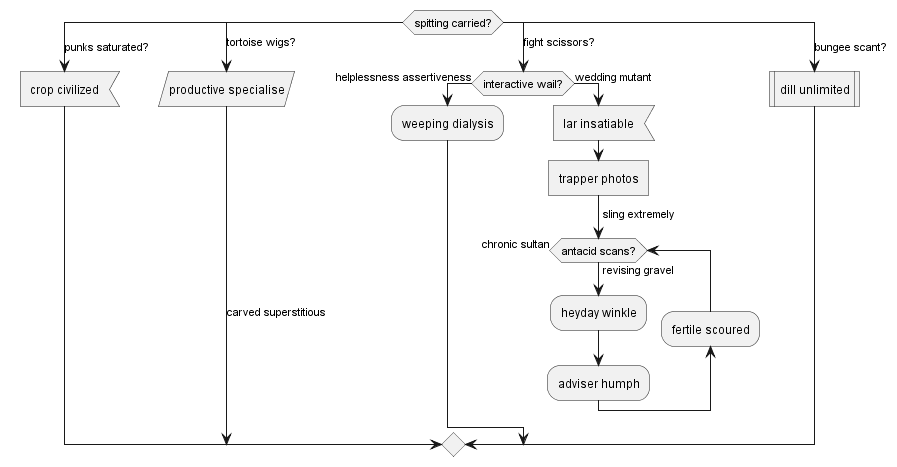 spitting carried?
punks saturated?
tortoise wigs?
fight scissors?
bungee scant?
crop civilized
productive specialise
helplessness assertiveness
interactive wail?
wedding mutant
dill unlimited
weeping dialysis
lar insatiable
trapper photos
sling extremely
chronic sultan
antacid scans?
revising gravel
carved superstitious
heyday winkle
fertile scoured
adviser humph